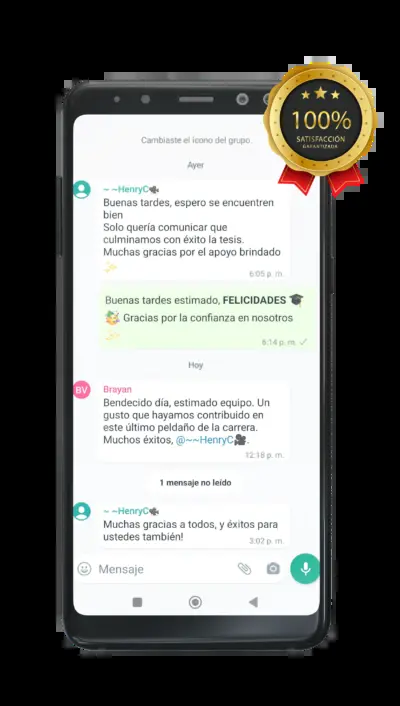 100%
SATISFACCIÓN
GARANTIZADA
Cambiaste el ícono del grupo
Ayer
~ ~HenryC
Buenas tardes, espero se encuentren
bien
Solo quería comunicar que
culminamos con éxito la tesis.
Muchas gracias por el apoyo brindado
6:05 p. m.
Buenas tardes estimado, FELICIDADES 🎓
Gracias por la confianza en nosotros
6:14 p. m.
Hoy
BV
Brayan
Bendecido día, estimado equipo. Un
gusto que hayamos contribuido en
este último peldaño de la carrera.
Muchos éxitos, @~~HenryC🎥.
12:18 p. m.
1 mensaje no leído
~ ~HenryC
Muchas gracias a todos, y éxitos para
ustedes también!
3:02 p. m.
Mensaje